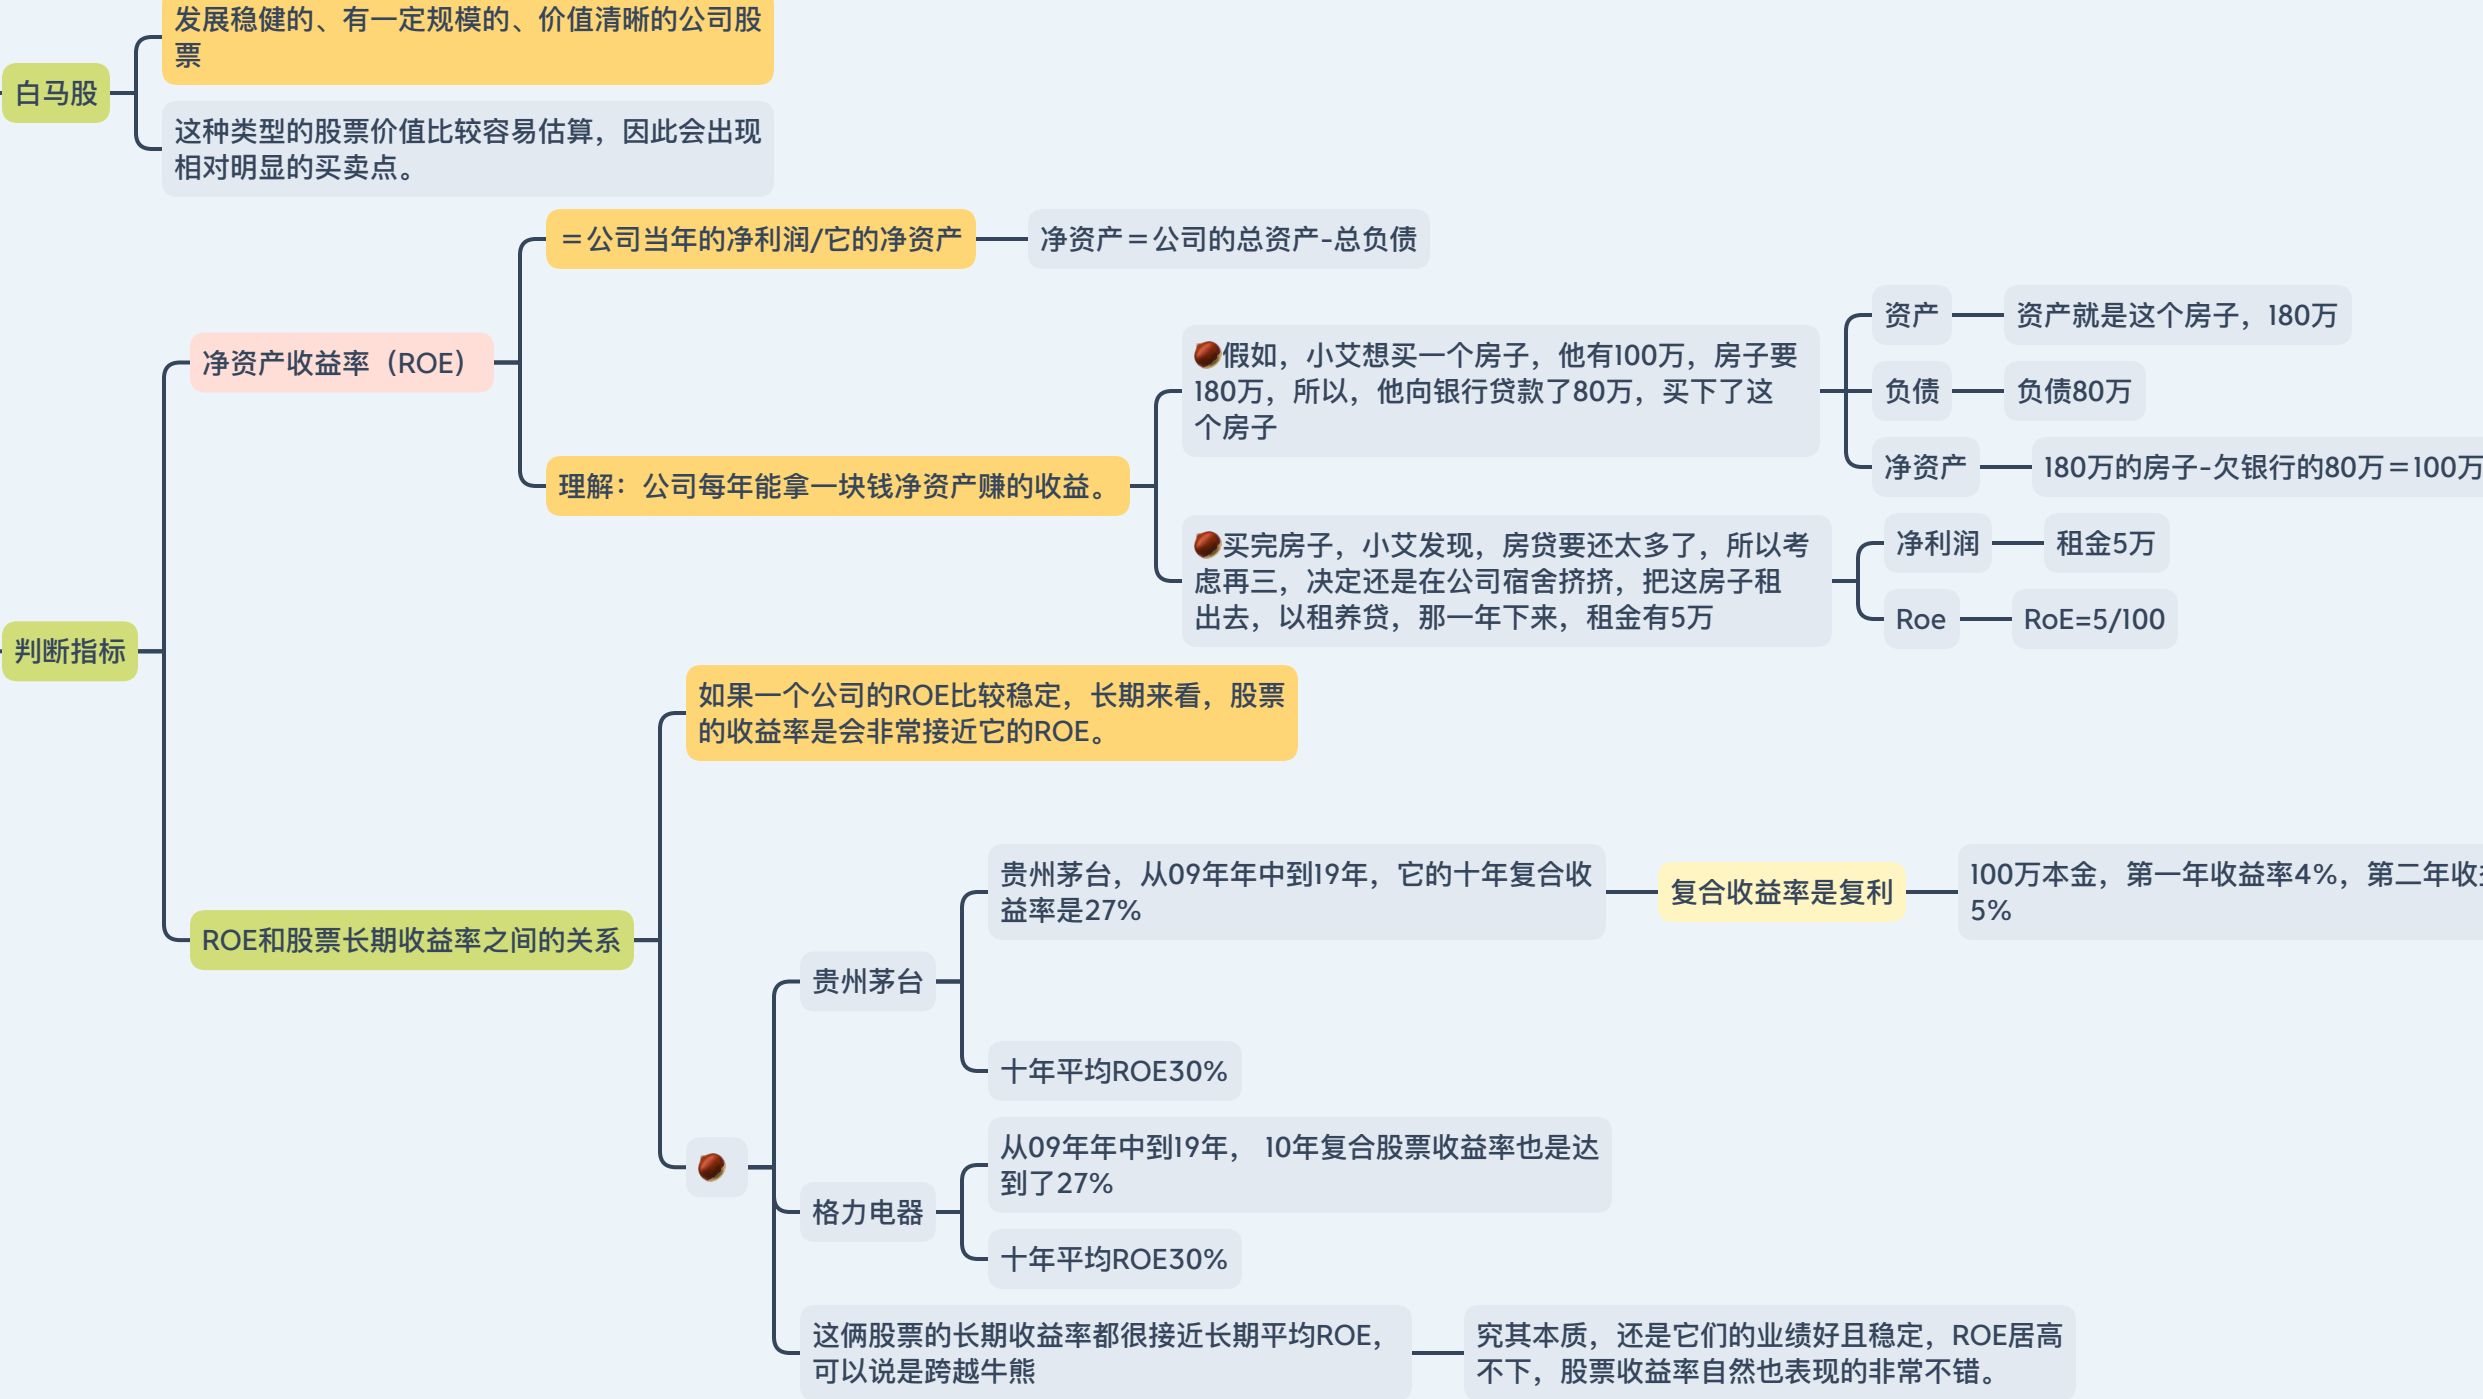 发展稳健的、有一定规模的、价值清晰的公司股
票
白马股
这种类型的股票价值比较容易估算，因此会出现
相对明显的买卖点。
判断指标
净资产收益率（ROE）
＝公司当年的净利润/它的净资产
净资产＝公司的总资产-总负债
理解：公司每年能拿一块钱净资产赚的收益。
假如，小艾想买一个房子，他有100万，房子要
180万，所以，他向银行贷款了80万，买下了这
个房子
资产
资产就是这个房子，180万
负债
负债80万
净资产
180万的房子-欠银行的80万＝100万
买完房子，小艾发现，房贷要还太多了，所以考
虑再三，决定还是在公司宿舍挤挤，把这房子租
出去，以租养贷，那一年下来，租金有5万
净利润
租金5万
Roe
RoE=5/100
ROE和股票长期收益率之间的关系
如果一个公司的ROE比较稳定，长期来看，股票
的收益率是会非常接近它的ROE。
贵州茅台
贵州茅台，从09年年中到19年，它的十年复合收
益率是27%
复合收益率是复利
100万本金，第一年收益率4%，第二年收
5%
十年平均ROE30%
格力电器
从09年年中到19年， 10年复合股票收益率也是达
到了27%
十年平均ROE30%
这俩股票的长期收益率都很接近长期平均ROE，
可以说是跨越牛熊
究其本质，还是它们的业绩好且稳定，ROE居高
不下，股票收益率自然也表现的非常不错。